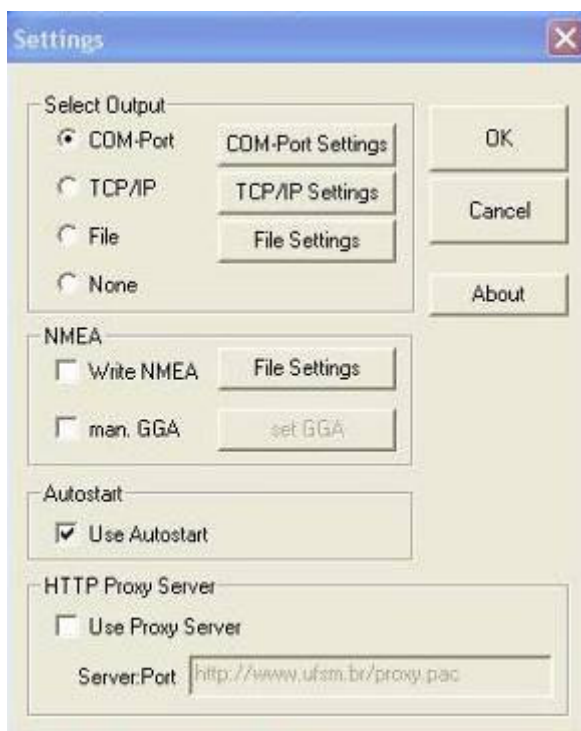 Settings
Select Output
COM-Port
COM-Port Settings
OK
TCP/IP
TCP/IP Settings
Cancel
File
File Settings
None
About
NMEA
Write NMEA
File Settings
man. GGA
set GGA
Autostart
Use Autostart
HTTP Proxy Server
Use Proxy Server
Server:Port
http://www.ufsm.br/proxy.pac